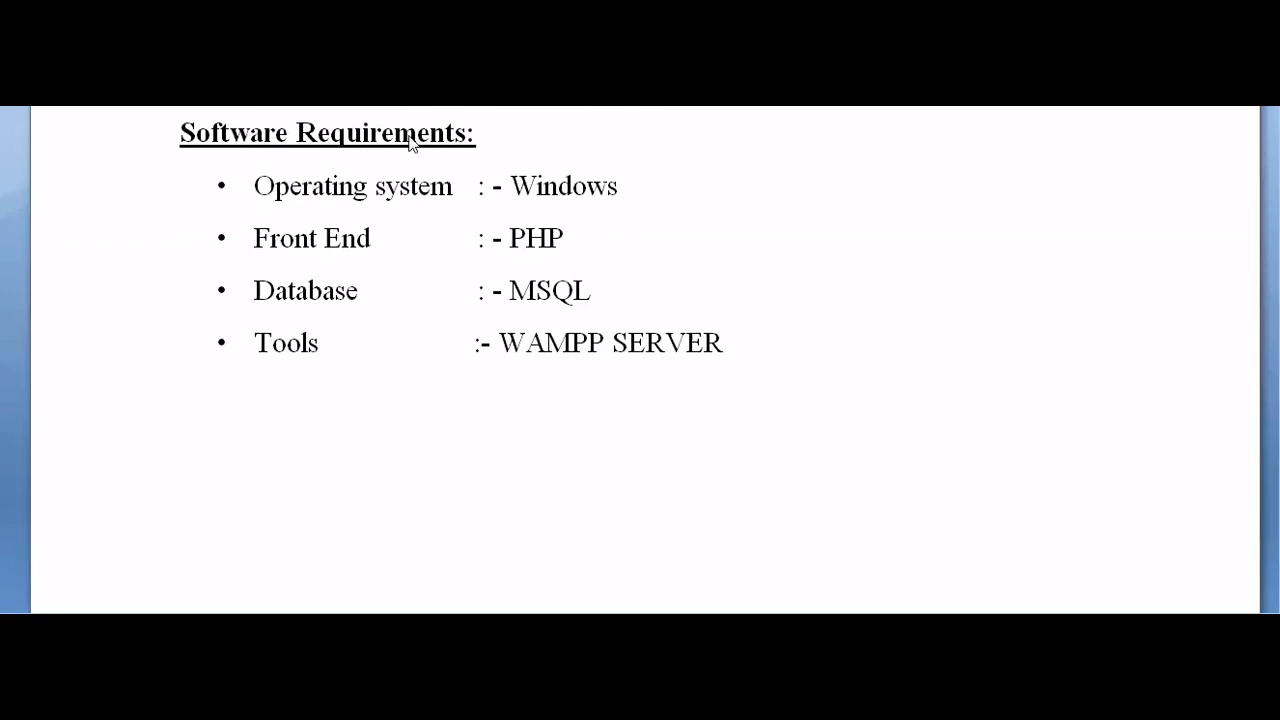 Software Requirements:
• Operating system : - Windows
• Front End : - PHP
• Database : - MSQL
• Tools :- WAMPP SERVER